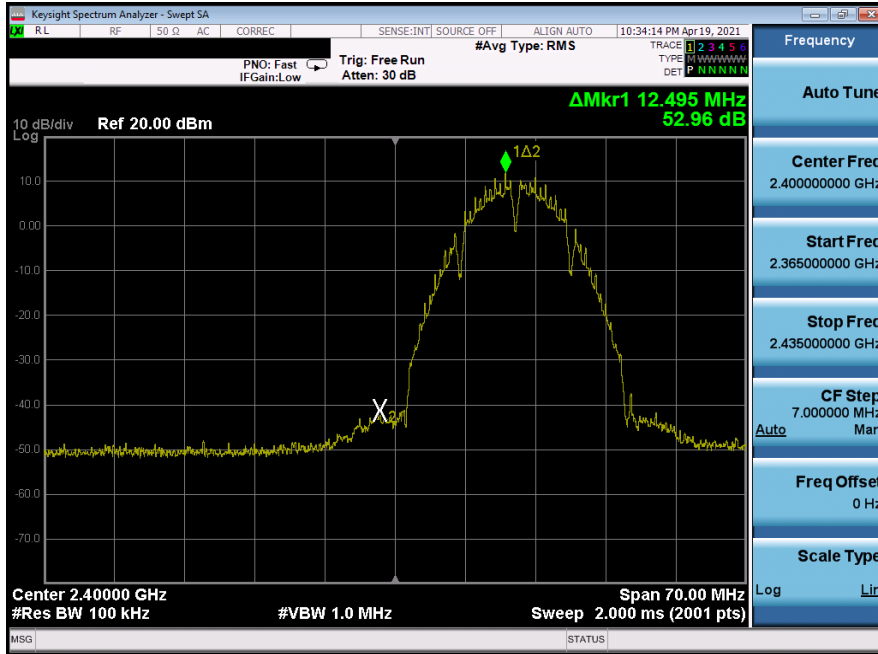 Keysight Spectrum Analyzer - Swept SA
LXI RL RF 50 Ω AC CORREC SENSE:INT SOURCE OFF ALIGN AUTO 10:34:14 PM Apr 19, 2021
#Avg Type: RMS
TRACE 1 2 3 4 5 6
PNO: Fast Trig: Free Run
TYPE M WWWWW
IFGain:Low Atten: 30 dB
DET P N N N N N
Frequency
ΔMkr1 12.495 MHz
52.96 dB
10 dB/div Ref 20.00 dBm
Log
1Δ2
10.0
0.00
-10.0
-20.0
-30.0
-40.0
-50.0
-60.0
-70.0
X2
Center 2.40000 GHz Span 70.00 MHz
#Res BW 100 kHz #VBW 1.0 MHz Sweep 2.000 ms (2001 pts)
MSG STATUS
Auto Tune
Center Freq
2.400000000 GHz
Start Freq
2.365000000 GHz
Stop Freq
2.435000000 GHz
CF Step
7.000000 MHz
Auto Man
Freq Offset
0 Hz
Scale Type
Log Lin